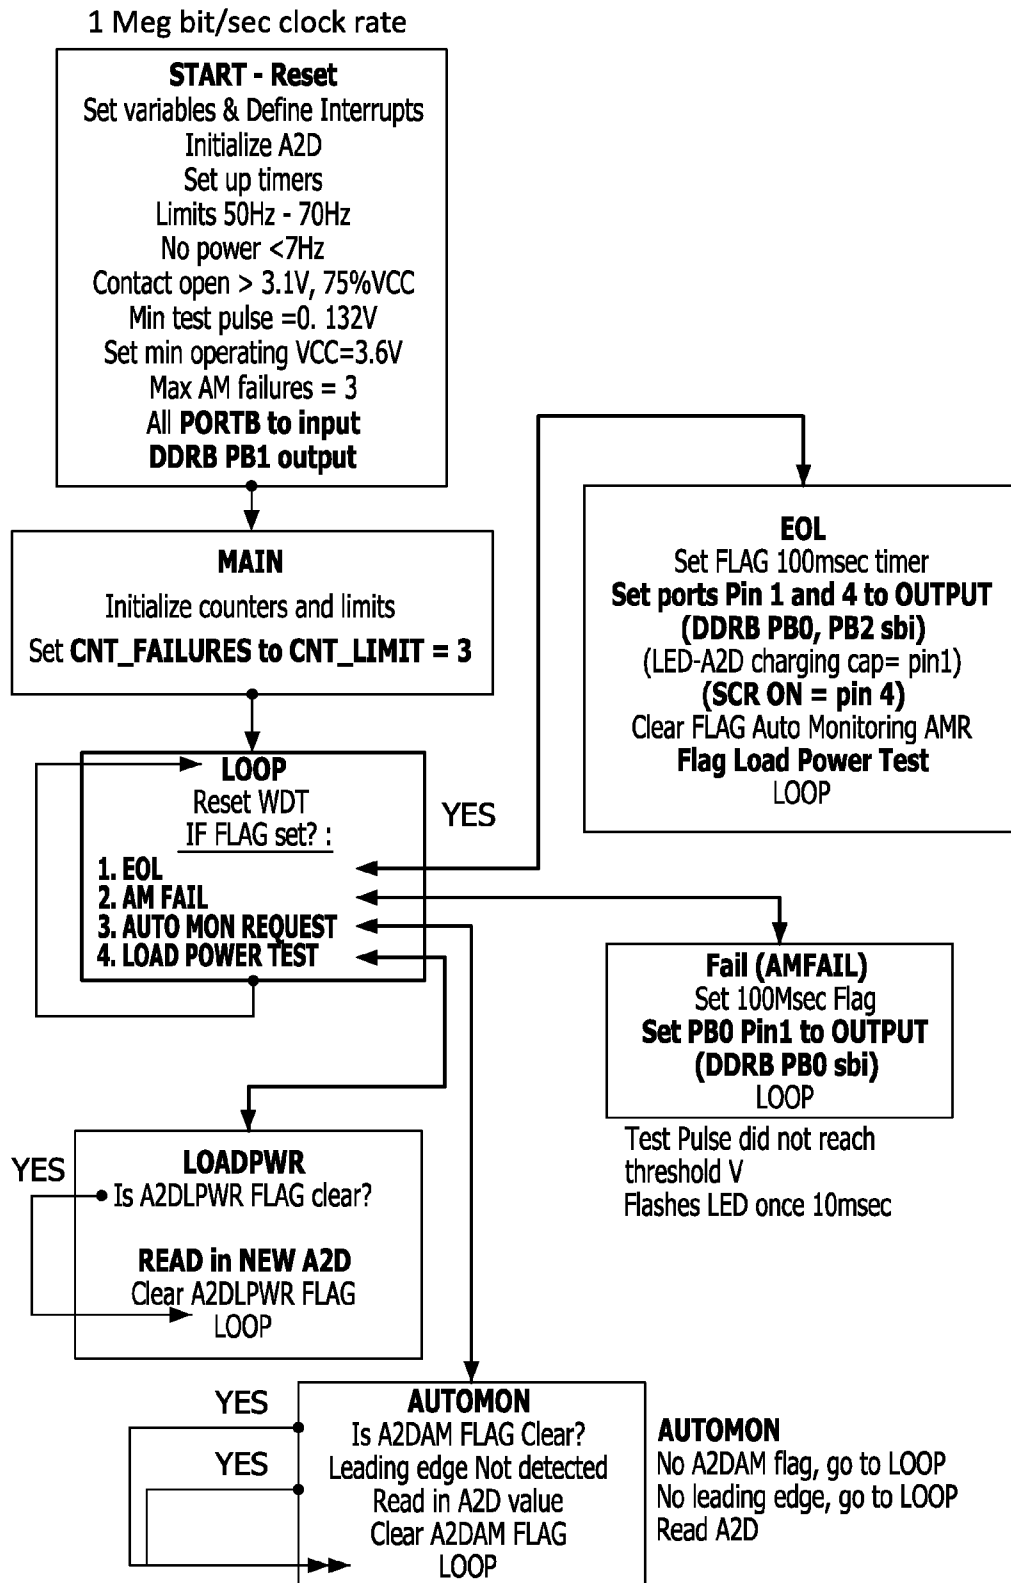 1 Meg bit/sec clock rate
START - Reset
Set variables & Define Interrupts
Initialize A2D
Set up timers
Limits 50Hz - 70Hz
No power <7Hz
Contact open > 3.1V, 75%VCC
Min test pulse =0. 132V
Set min operating VCC=3.6V
Max AM failures = 3
All PORTB to input
DDRB PB1 output
MAIN
Initialize counters and limits
Set CNT_FAILURES to CNT_LIMIT = 3
LOOP
Reset WDT
IF FLAG set? :
1. EOL
2. AM FAIL
3. AUTO MON REQUEST
4. LOAD POWER TEST
YES
EOL
Set FLAG 100msec timer
Set ports Pin 1 and 4 to OUTPUT
(DDRB PB0, PB2 sbi)
(LED-A2D charging cap= pin1)
(SCR ON = pin 4)
Clear FLAG Auto Monitoring AMR
Flag Load Power Test
LOOP
Fail (AMFAIL)
Set 100Msec Flag
Set PB0 Pin1 to OUTPUT
(DDRB PB0 sbi)
LOOP
Test Pulse did not reach
threshold V
Flashes LED once 10msec
YES
LOADPWR
Is A2DLPWR FLAG clear?
READ in NEW A2D
Clear A2DLPWR FLAG
LOOP
YES
YES
AUTOMON
Is A2DAM FLAG Clear?
Leading edge Not detected
Read in A2D value
Clear A2DAM FLAG
LOOP
AUTOMON
No A2DAM flag, go to LOOP
No leading edge, go to LOOP
Read A2D